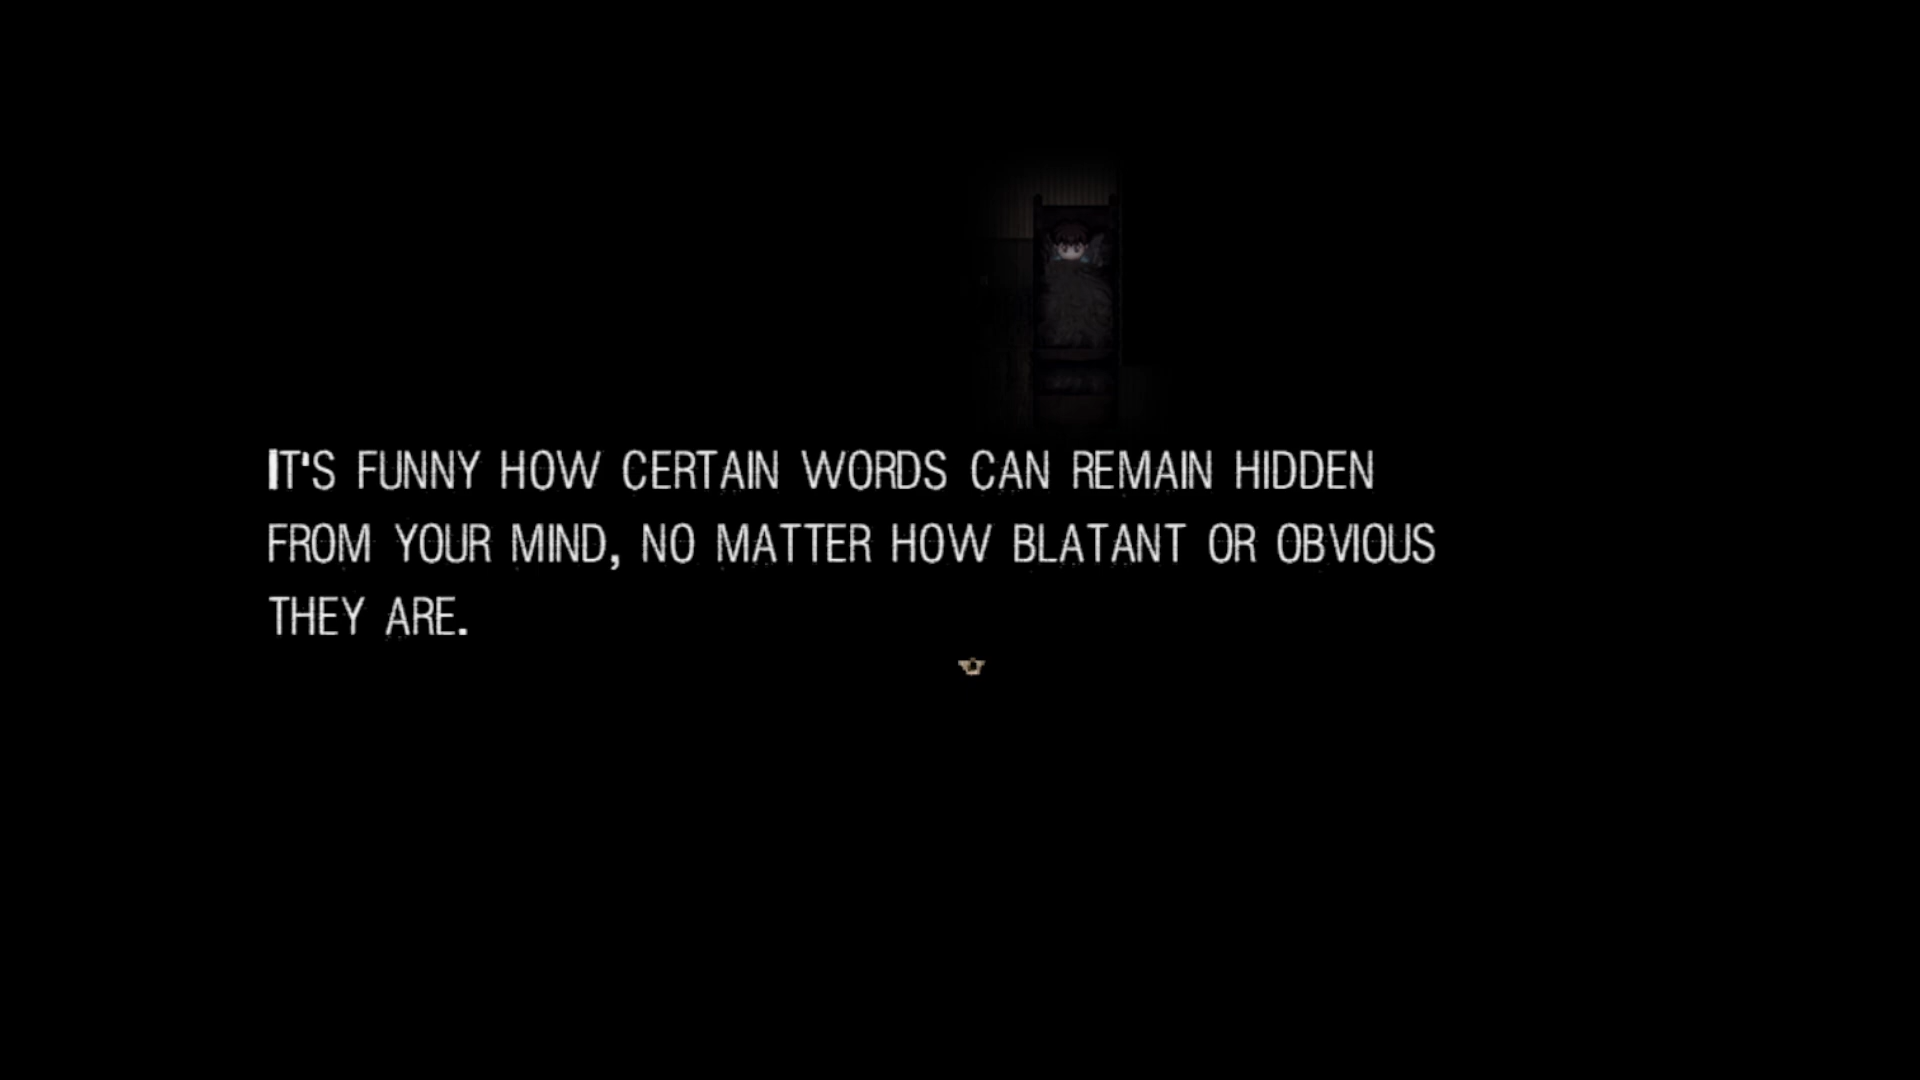 IT'S FUNNY HOW CERTAIN WORDS CAN REMAIN HIDDEN
FROM YOUR MIND, NO MATTER HOW BLATANT OR OBVIOUS
THEY ARE.